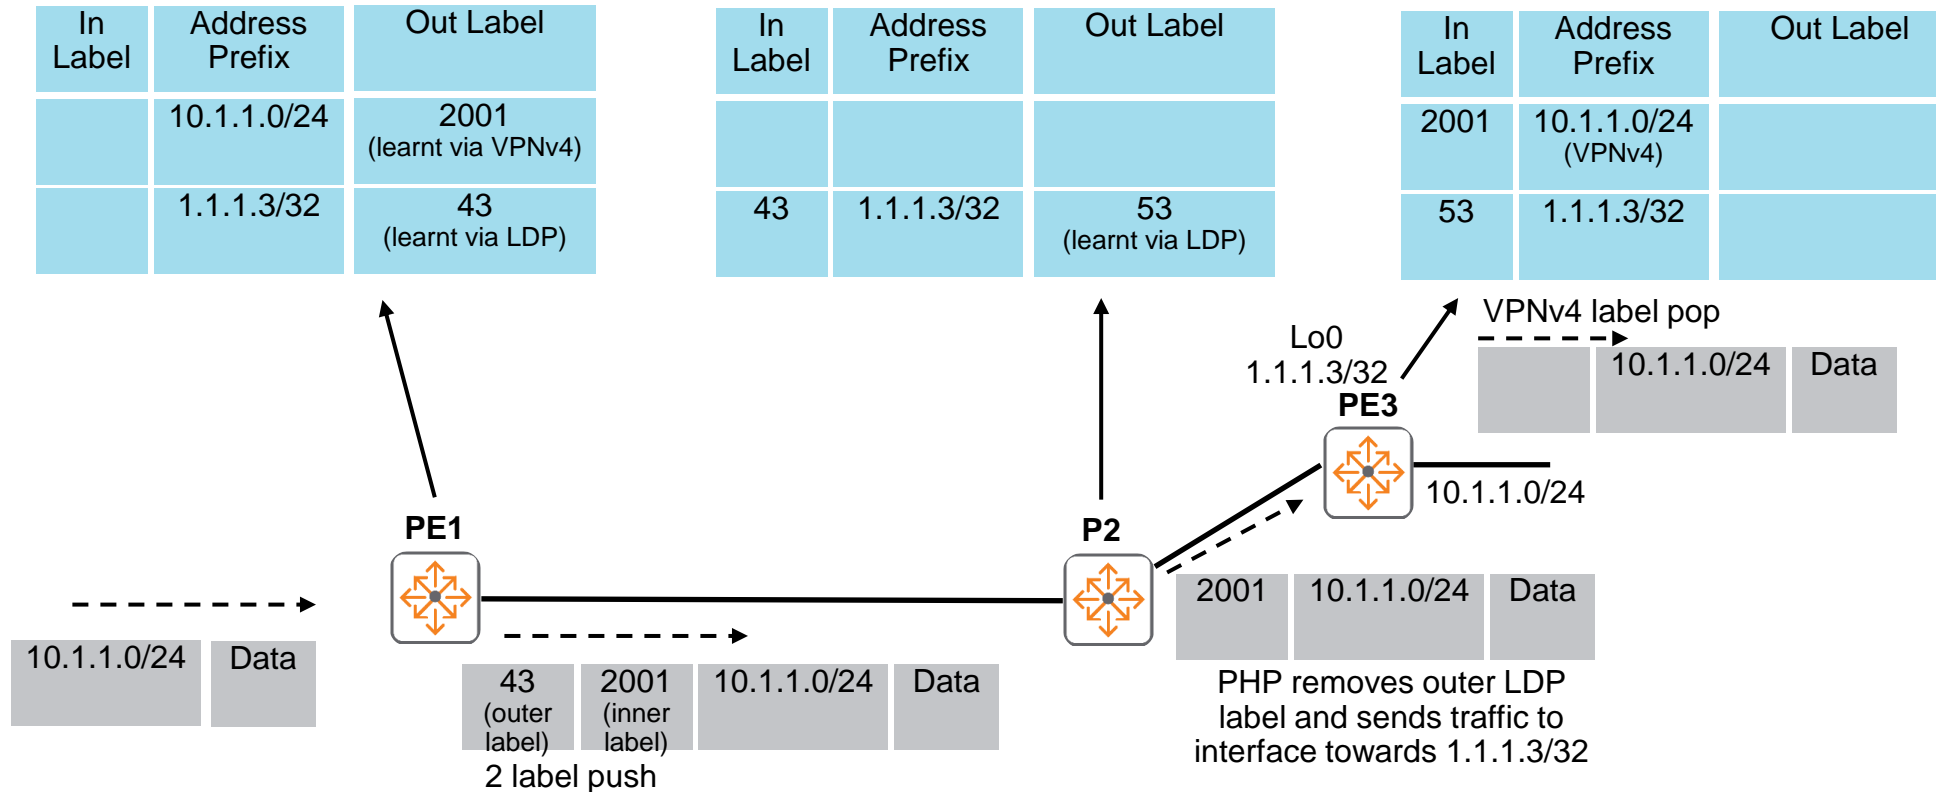 In Label
Address Prefix
Out Label
10.1.1.0/24
2001
(learnt via VPNv4)
1.1.1.3/32
43
(learnt via LDP)
In Label
Address Prefix
Out Label
43
1.1.1.3/32
53
(learnt via LDP)
In Label
Address Prefix
Out Label
2001
10.1.1.0/24
(VPNv4)
53
1.1.1.3/32
VPNv4 label pop
10.1.1.0/24
Data
Lo0
1.1.1.3/32
PE3
10.1.1.0/24
PE1
P2
10.1.1.0/24
Data
43
(outer
label)
2001
(inner
label)
10.1.1.0/24
Data
2 label push
2001
10.1.1.0/24
Data
PHP removes outer LDP
label and sends traffic to
interface towards 1.1.1.3/32